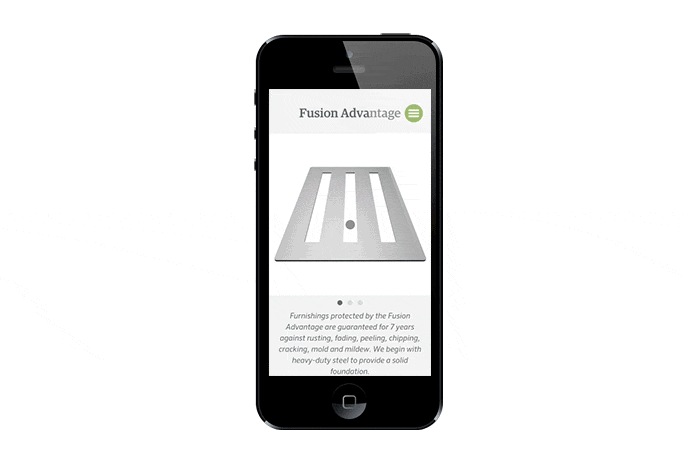 Fusion Advantage
Furnishings protected by the Fusion
Advantage are guaranteed for 7 years
against rusting, fading, peeling, chipping,
cracking, mold and mildew. We begin with
heavy-duty steel to provide a solid
foundation.